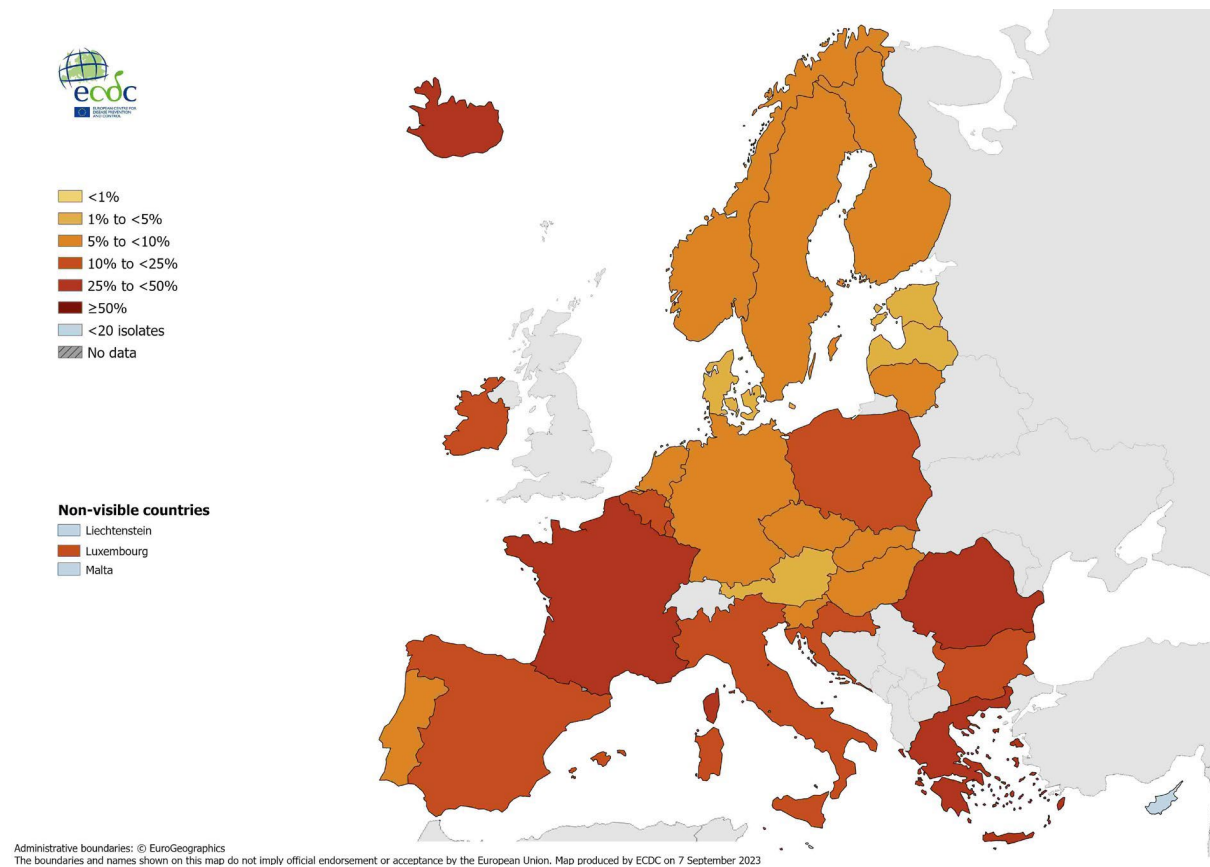 ecdc
EUROPEAN CENTRE FOR
DISEASE PREVENTION
AND CONTROL
<1%
1% to <5%
5% to <10%
10% to <25%
25% to <50%
≥50%
<20 isolates
No data
Non-visible countries
Liechtenstein
Luxembourg
Malta
Administrative boundaries: © EuroGeographics
The boundaries and names shown on this map do not imply official endorsement or acceptance by the European Union. Map produced by ECDC on 7 September 2023